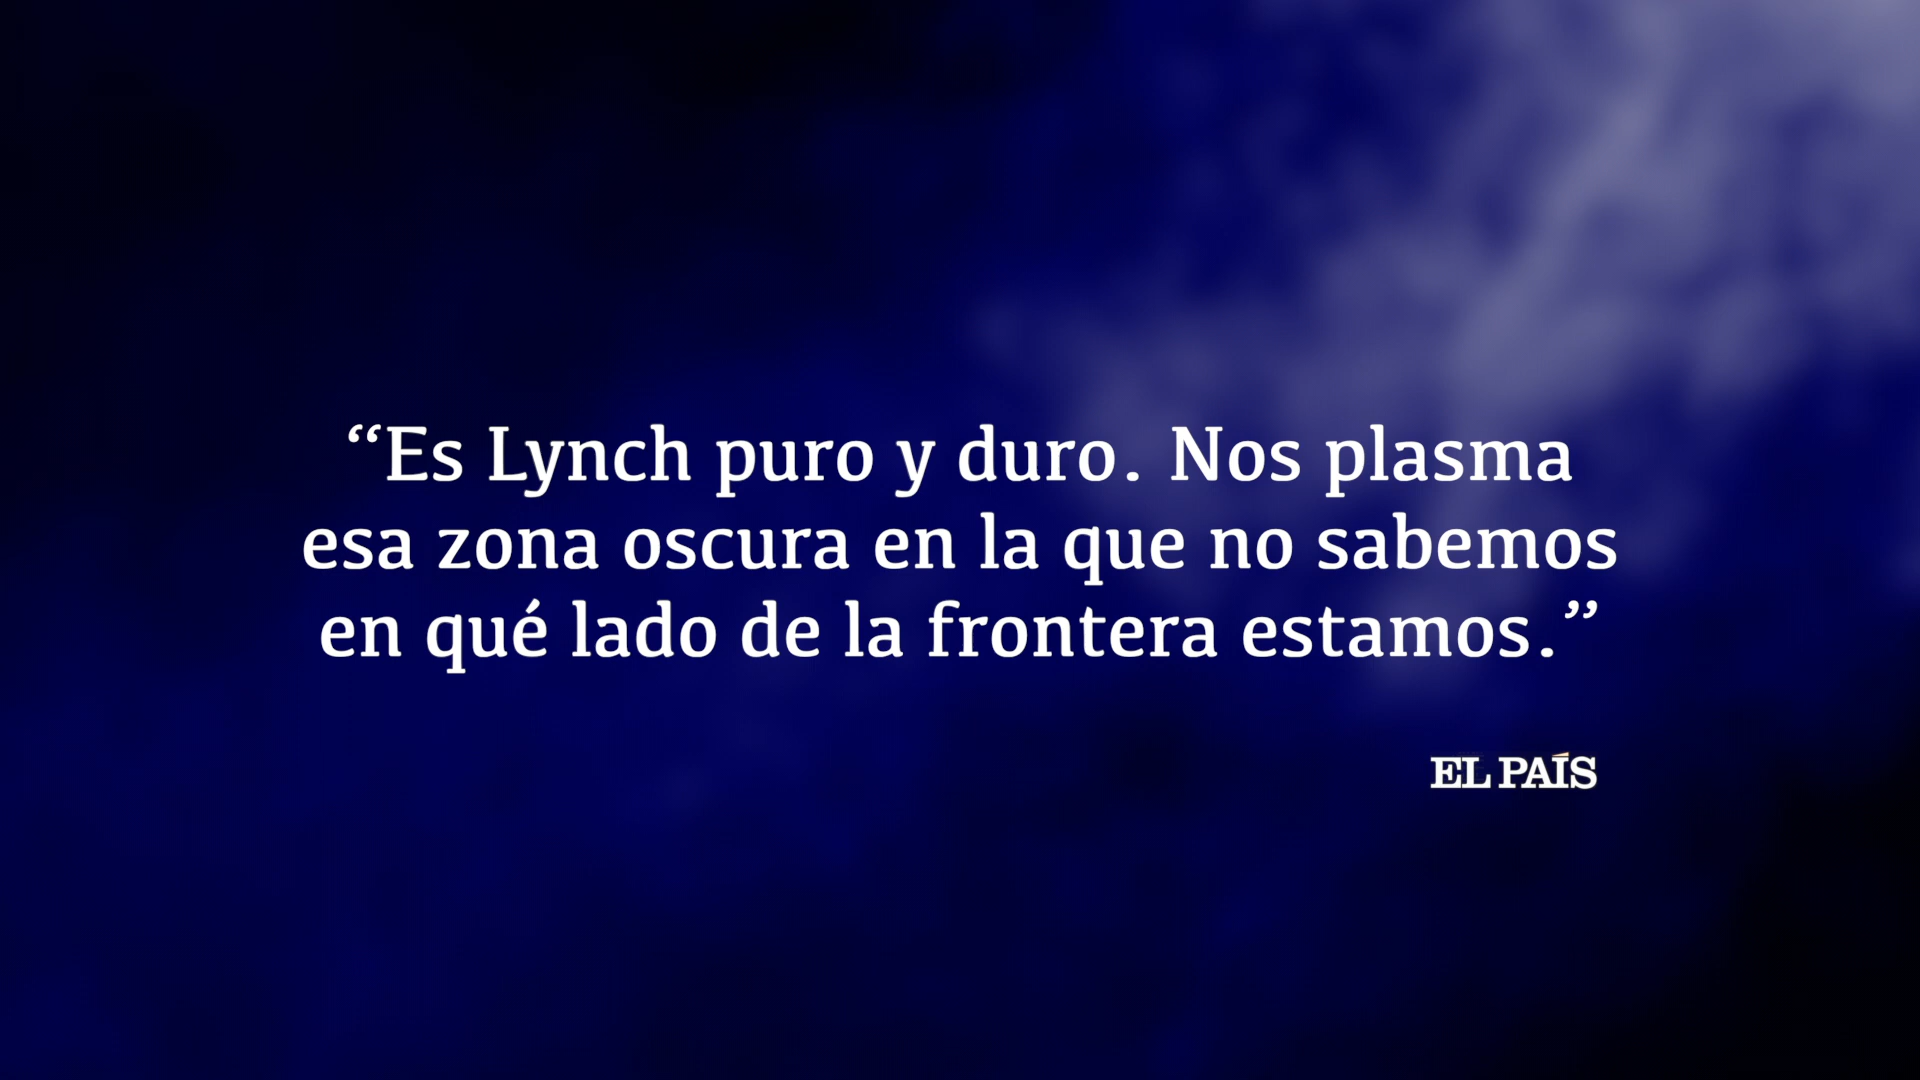 “Es Lynch puro y duro. Nos plasma
esa zona oscura en la que no sabemos
en qué lado de la frontera estamos.”
EL PAÍS